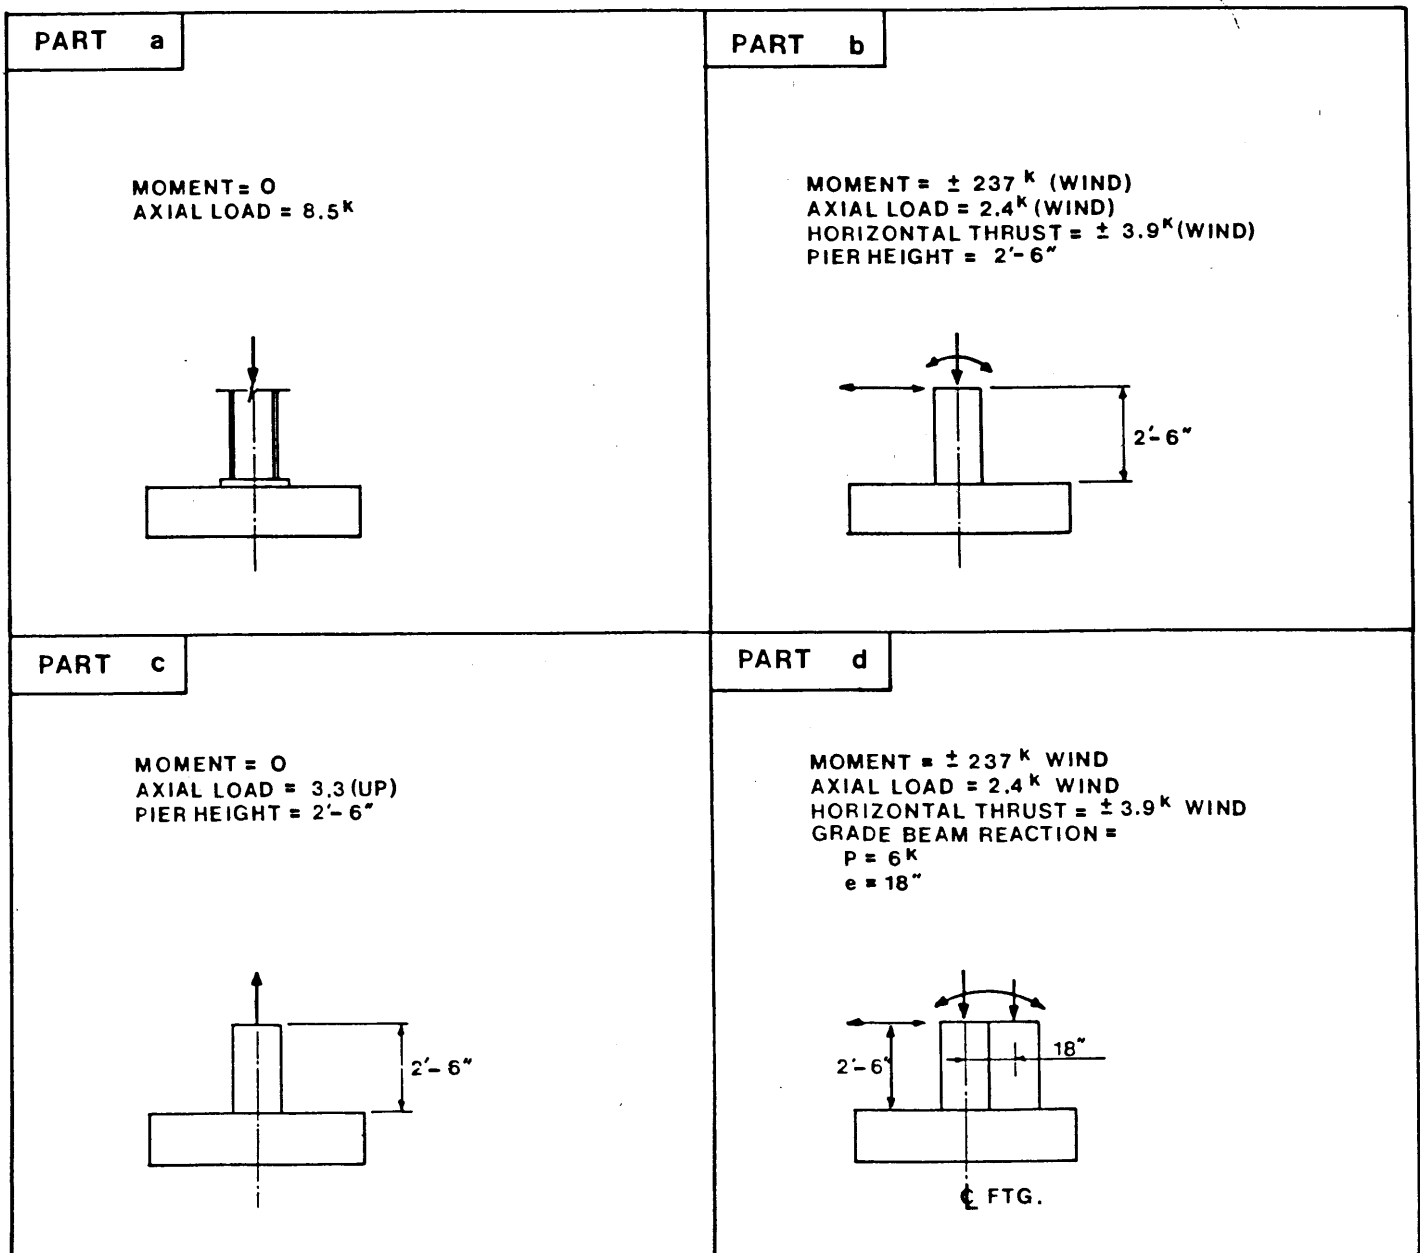 PART a
MOMENT = 0
AXIAL LOAD = 8.5ᴷ
PART b
MOMENT = ± 237 ᴷ (WIND)
AXIAL LOAD = 2.4ᴷ (WIND)
HORIZONTAL THRUST = ± 3.9ᴷ (WIND)
PIER HEIGHT = 2'-6"
2'-6"
PART c
MOMENT = 0
AXIAL LOAD = 3.3 (UP)
PIER HEIGHT = 2'-6"
2'-6"
PART d
MOMENT = ± 237 ᴷ WIND
AXIAL LOAD = 2.4ᴷ WIND
HORIZONTAL THRUST = ± 3.9ᴷ WIND
GRADE BEAM REACTION =
P = 6ᴷ
e = 18"
18"
2'-6"
℄ FTG.